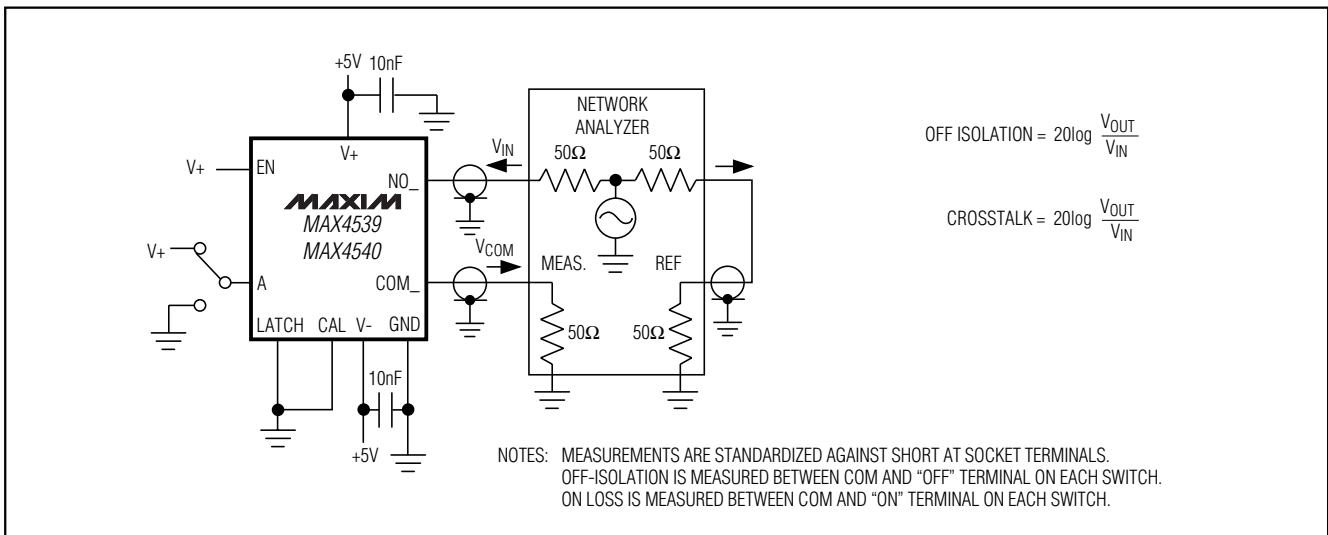 +5V 10nF
NETWORK
ANALYZER
OFF ISOLATION = 20log VOUT
VIN
V+ EN
V+
VIN
50Ω 50Ω
NO_
MAXIM
MAX4539
MAX4540
CROSSTALK = 20log VOUT
VIN
V+
VCOM
MEAS. REF
A
COM_
LATCH CAL V- GND
50Ω 50Ω
10nF
+5V
NOTES: MEASUREMENTS ARE STANDARDIZED AGAINST SHORT AT SOCKET TERMINALS.
OFF-ISOLATION IS MEASURED BETWEEN COM AND “OFF” TERMINAL ON EACH SWITCH.
ON LOSS IS MEASURED BETWEEN COM AND “ON” TERMINAL ON EACH SWITCH.